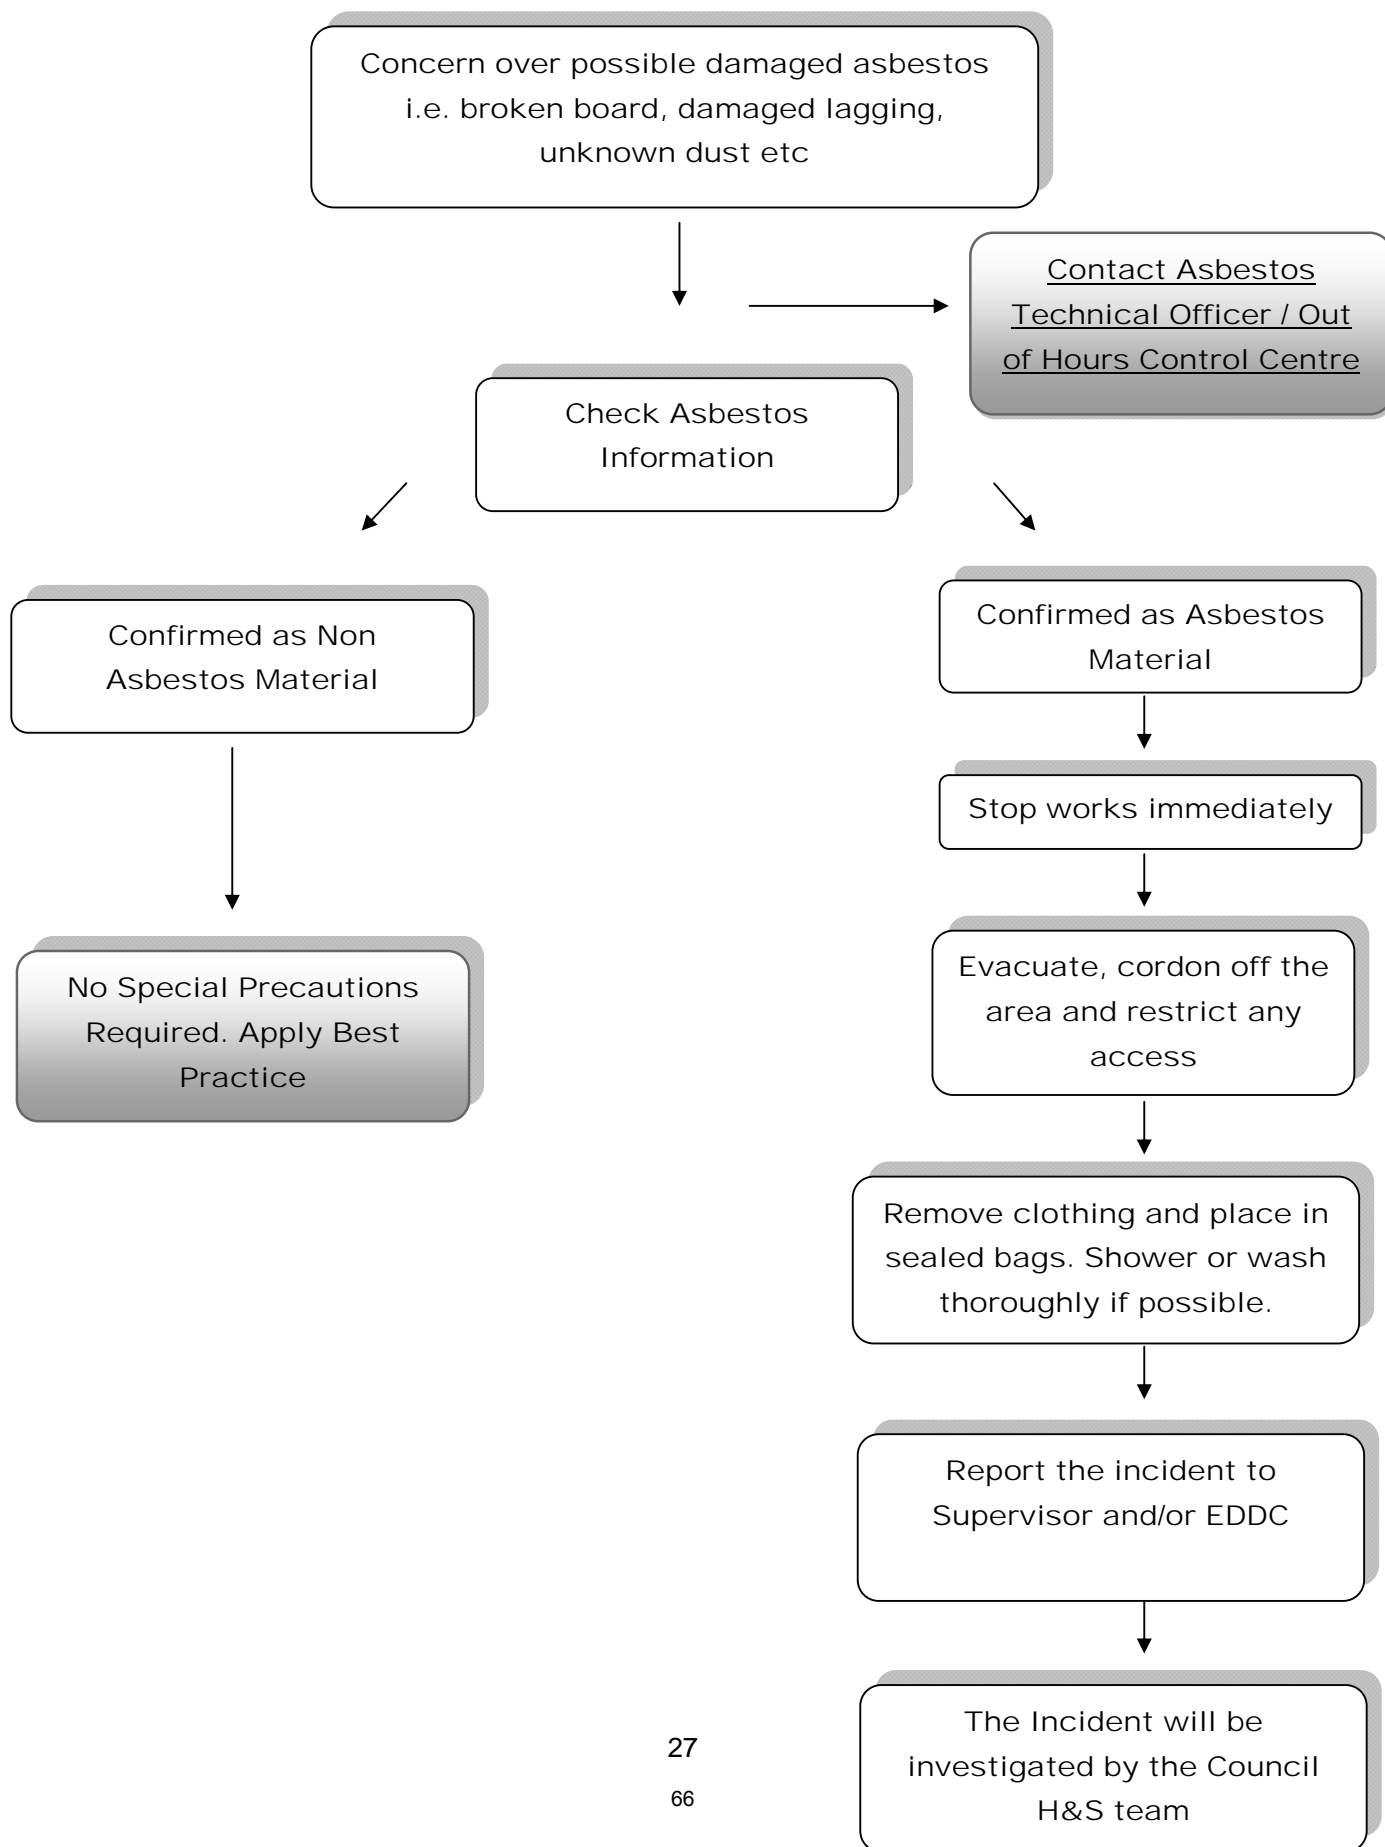 Concern over possible damaged asbestos
i.e. broken board, damaged lagging,
unknown dust etc
Contact Asbestos
Technical Officer / Out
of Hours Control Centre
Check Asbestos
Information
Confirmed as Non
Asbestos Material
Confirmed as Asbestos
Material
Stop works immediately
No Special Precautions
Required. Apply Best
Practice
Evacuate, cordon off the
area and restrict any
access
Remove clothing and place in
sealed bags. Shower or wash
thoroughly if possible.
Report the incident to
Supervisor and/or EDDC
The Incident will be
investigated by the Council
H&S team
27
66